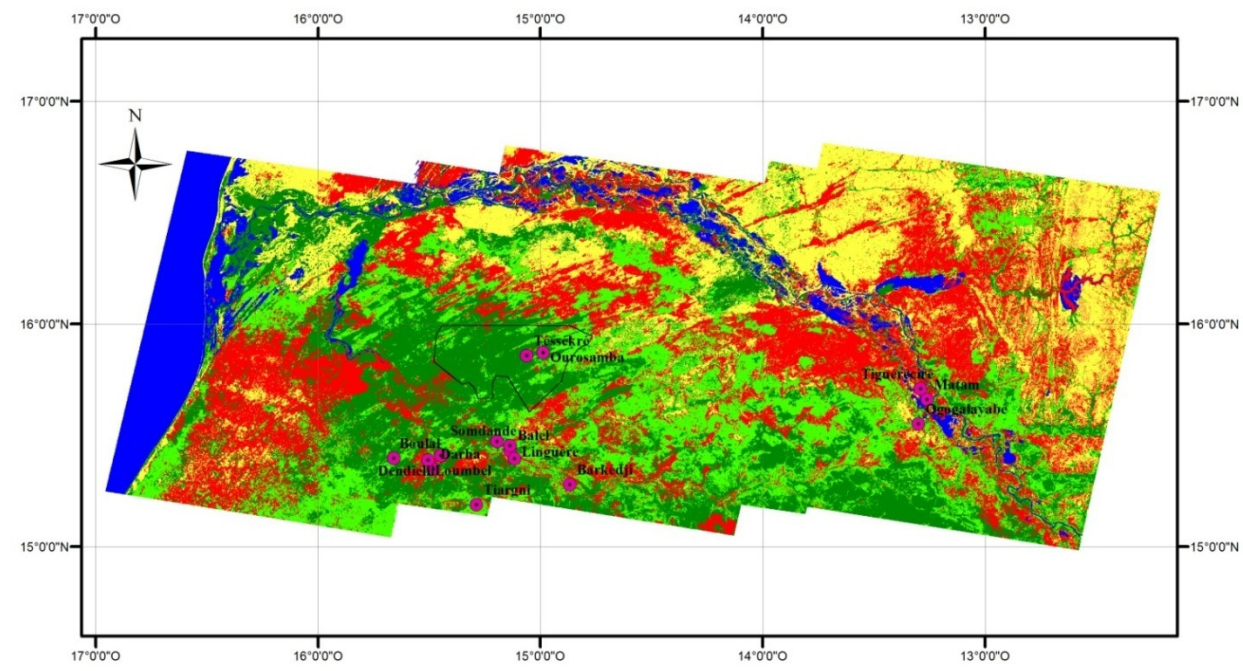 17°0'0"O 16°0'0"O 15°0'0"O 14°0'0"O 13°0'0"O
17°0'0"N 17°0'0"N
N
16°0'0"N 16°0'0"N
Tessekre
Ourosamba
Tiguerecire
Matam
Ogogalayabe
Somdande Balel
Boulal
Darha Linguere
Dendieli Loumbel
Barkedji
Tiargni
15°0'0"N 15°0'0"N
17°0'0"O 16°0'0"O 15°0'0"O 14°0'0"O 13°0'0"O